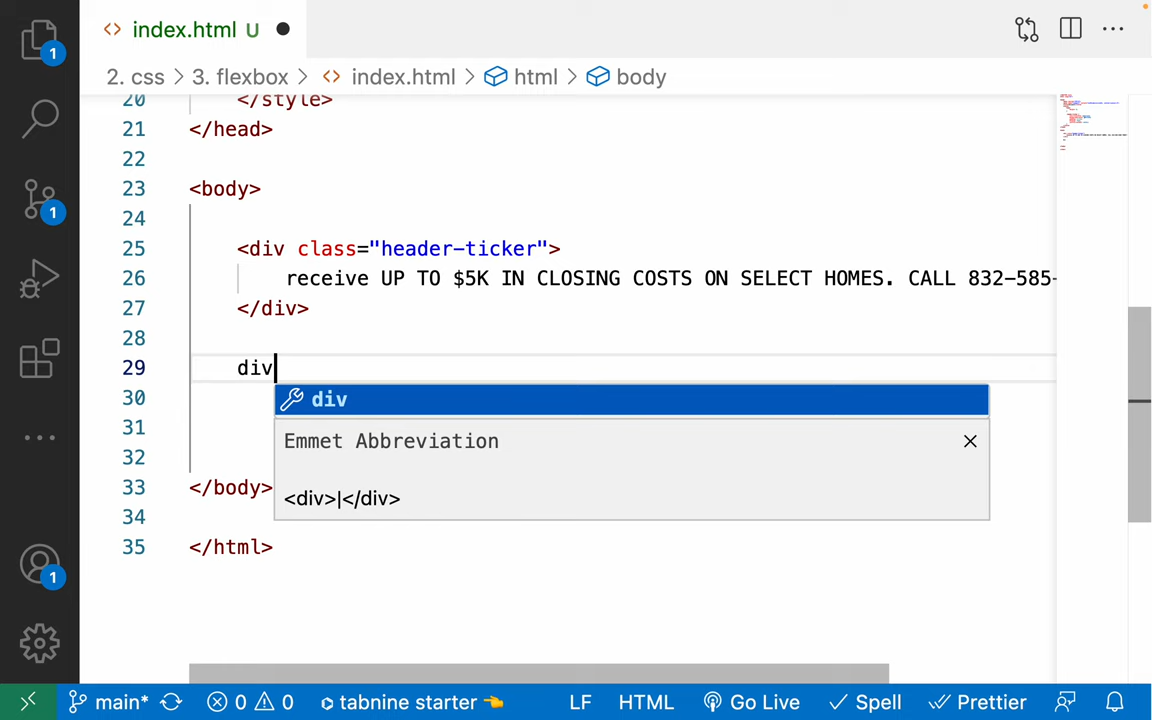 1
index.html U
2. css > 3. flexbox > index.html > html > body
20 </style>
21 </head>
22
23 <body>
24
25 <div class="header-ticker">
26 receive UP TO $5K IN CLOSING COSTS ON SELECT HOMES. CALL 832-585-
27 </div>
28
29 div
div
30
Emmet Abbreviation
31
32
<div>|</div>
33 </body>
34
35 </html>
1
1
main* 0 0 tabnine starter LF HTML Go Live Spell Prettier